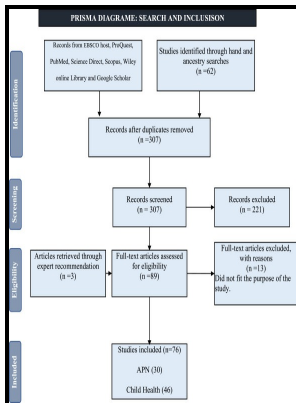 PRISMA DIAGRAME: SEARCH AND INCLUSISON
Records from EBSCO host, ProQuest,
PubMed, Science Direct, Scopus, Wiley
online Library and Google Scholar
Studies identified through hand and
ancestry searches
(n =62)
Identification
Records after duplicates removed
(n =307)
Screening
Records screened
(n = 307)
Records excluded
(n = 221)
Eligibility
Articles retrieved through
expert recommendation
(n =3)
Full-text articles assessed
for eligibility
(n =89)
Full-text articles excluded,
with reasons
(n =13)
Did not fit the purpose of the
study.
Included
Studies included (n=76)
APN (30)
Child Health (46)